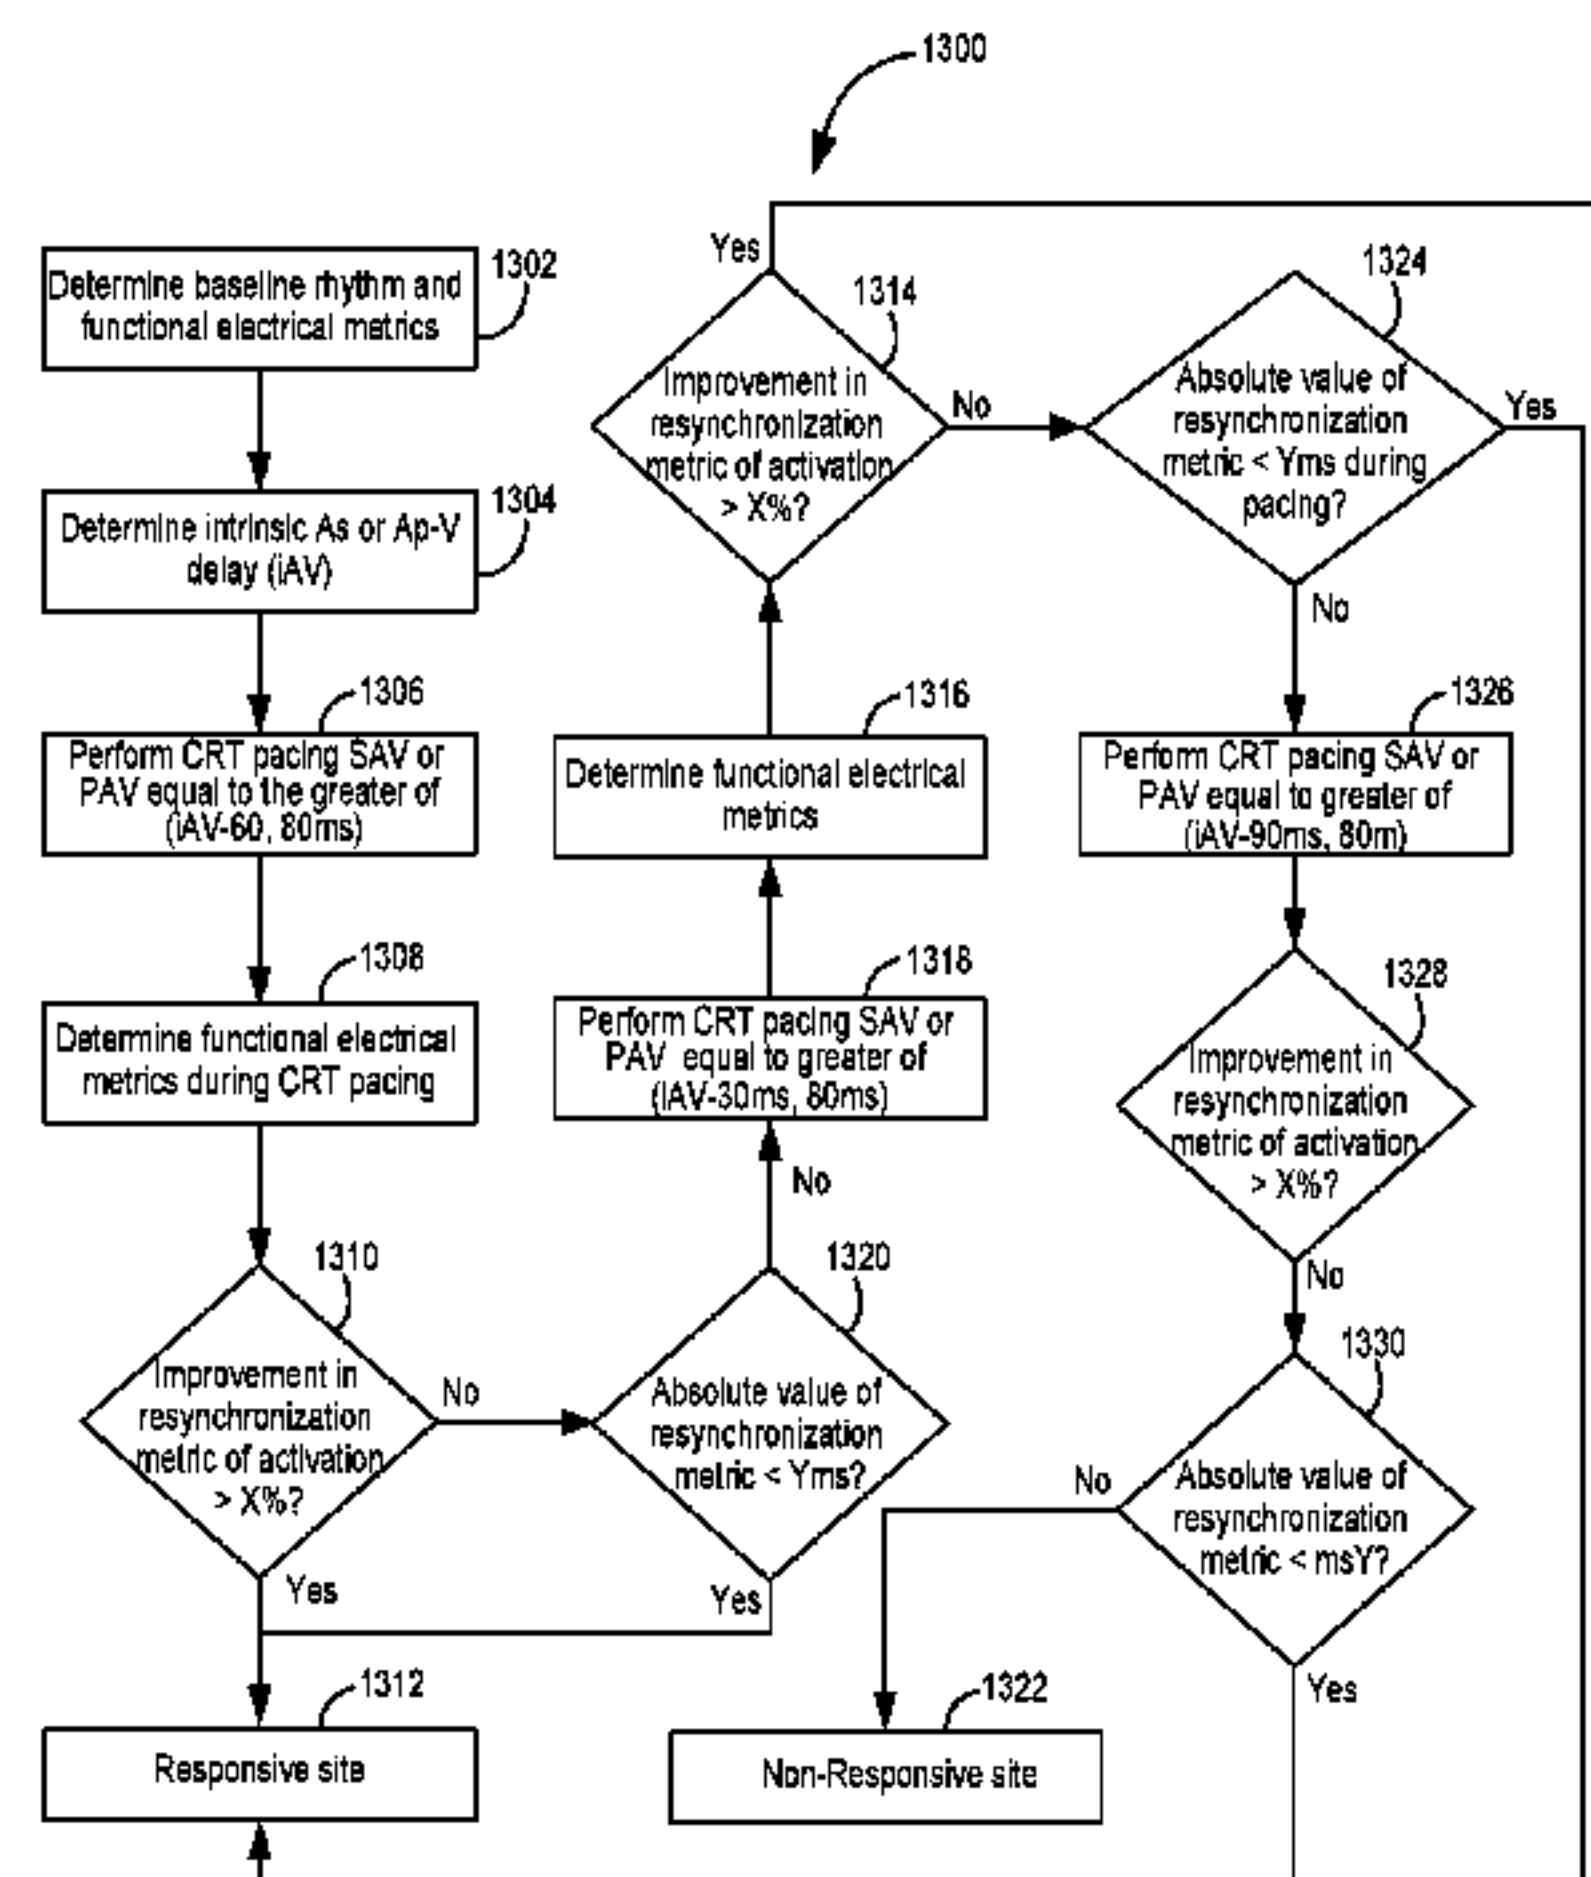 1300
Determine baseline rhythm and
functional electrical metrics
1302
Determine intrinsic As or Ap-V
delay (iAV)
1304
1306
Perform CRT pacing SAV or
PAV equal to the greater of
(iAV-60, 80ms)
1308
Determine functional electrical
metrics during CRT pacing
1310
Improvement in
resynchronization
metric of activation
> X%?
No
Yes
1312
Responsive site
1320
Absolute value of
resynchronization
metric < Yms?
No
Yes
1318
Perform CRT pacing SAV or
PAV equal to greater of
(iAV-30ms, 80ms)
1316
Determine functional electrical
metrics
1314
Improvement in
resynchronization
metric of activation
> X%?
Yes
No
1324
Absolute value of
resynchronization
metric < Yms during
pacing?
Yes
No
1326
Perform CRT pacing SAV or
PAV equal to greater of
(iAV-90ms, 80m)
1328
Improvement in
resynchronization
metric of activation
> X%?
No
1330
Absolute value of
resynchronization
metric < msY?
No
Yes
1322
Non-Responsive site